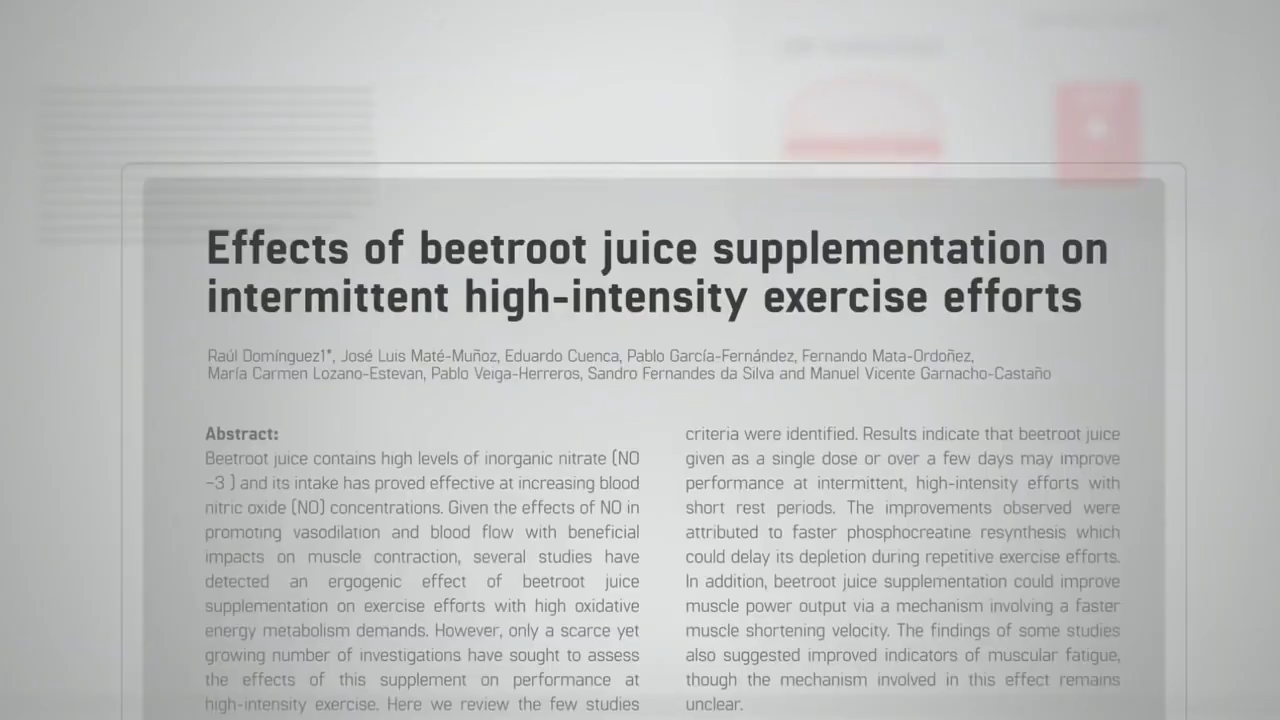 Effects of beetroot juice supplementation on
intermittent high-intensity exercise efforts
Raúl Domínguez1*, José Luis Maté-Muñoz, Eduardo Cuenca, Pablo García-Fernández, Fernando Mata-Ordoñez,
María Carmen Lozano-Estevan, Pablo Veiga-Herreros, Sandro Fernandes da Silva and Manuel Vicente Garnacho-Castaño
Abstract:
Beetroot juice contains high levels of inorganic nitrate (NO
-3 ) and its intake has proved effective at increasing blood
nitric oxide (NO) concentrations. Given the effects of NO in
promoting vasodilation and blood flow with beneficial
impacts on muscle contraction, several studies have
detected an ergogenic effect of beetroot juice
supplementation on exercise efforts with high oxidative
energy metabolism demands. However, only a scarce yet
growing number of investigations have sought to assess
the effects of this supplement on performance at
high-intensity exercise. Here we review the few studies
criteria were identified. Results indicate that beetroot juice
given as a single dose or over a few days may improve
performance at intermittent, high-intensity efforts with
short rest periods. The improvements observed were
attributed to faster phosphocreatine resynthesis which
could delay its depletion during repetitive exercise efforts.
In addition, beetroot juice supplementation could improve
muscle power output via a mechanism involving a faster
muscle shortening velocity. The findings of some studies
also suggested improved indicators of muscular fatigue,
though the mechanism involved in this effect remains
unclear.